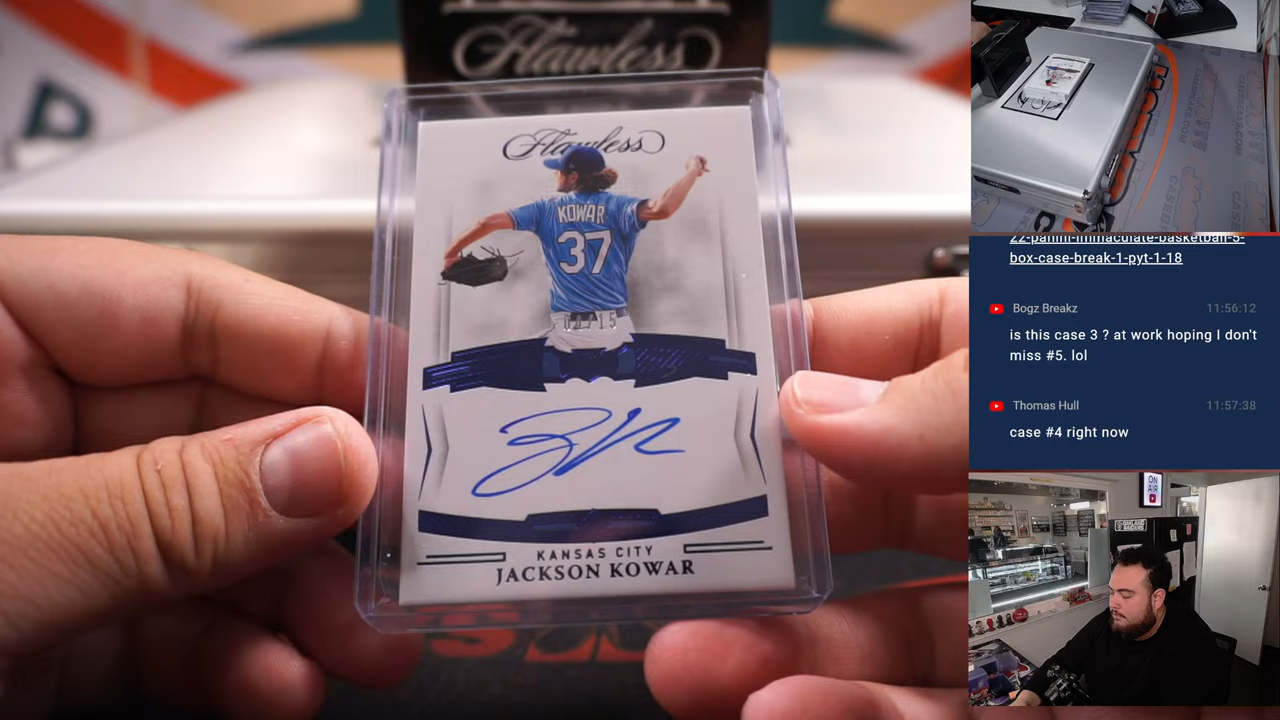 Flawless
Flawless
KOWAR
37
KANSAS CITY
JACKSON KOWAR
22-panini-immaculate-basketball-5-
box-case-break-1-pyt-1-18
Bogz Breakz 11:56:12
is this case 3 ? at work hoping I don't
miss #5. lol
Thomas Hull 11:57:38
case #4 right now
ON
AIR